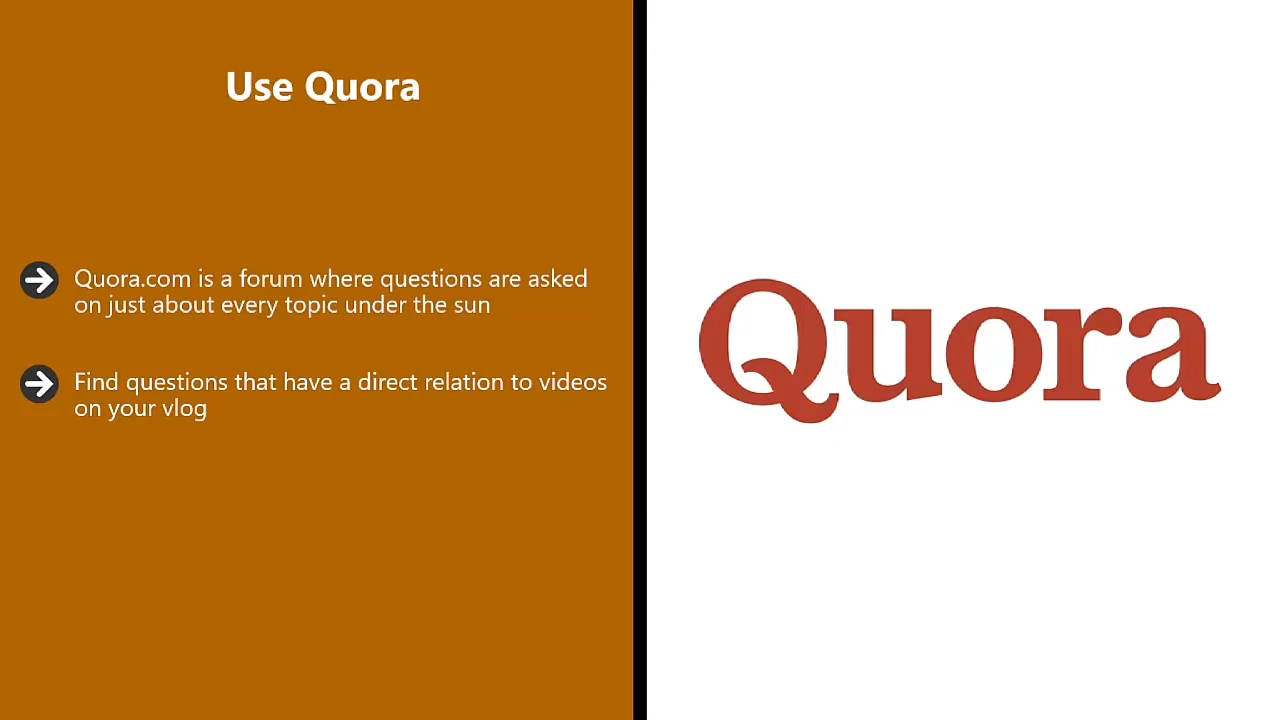 Use Quora
Quora.com is a forum where questions are asked
on just about every topic under the sun
Find questions that have a direct relation to videos
on your vlog
Quora